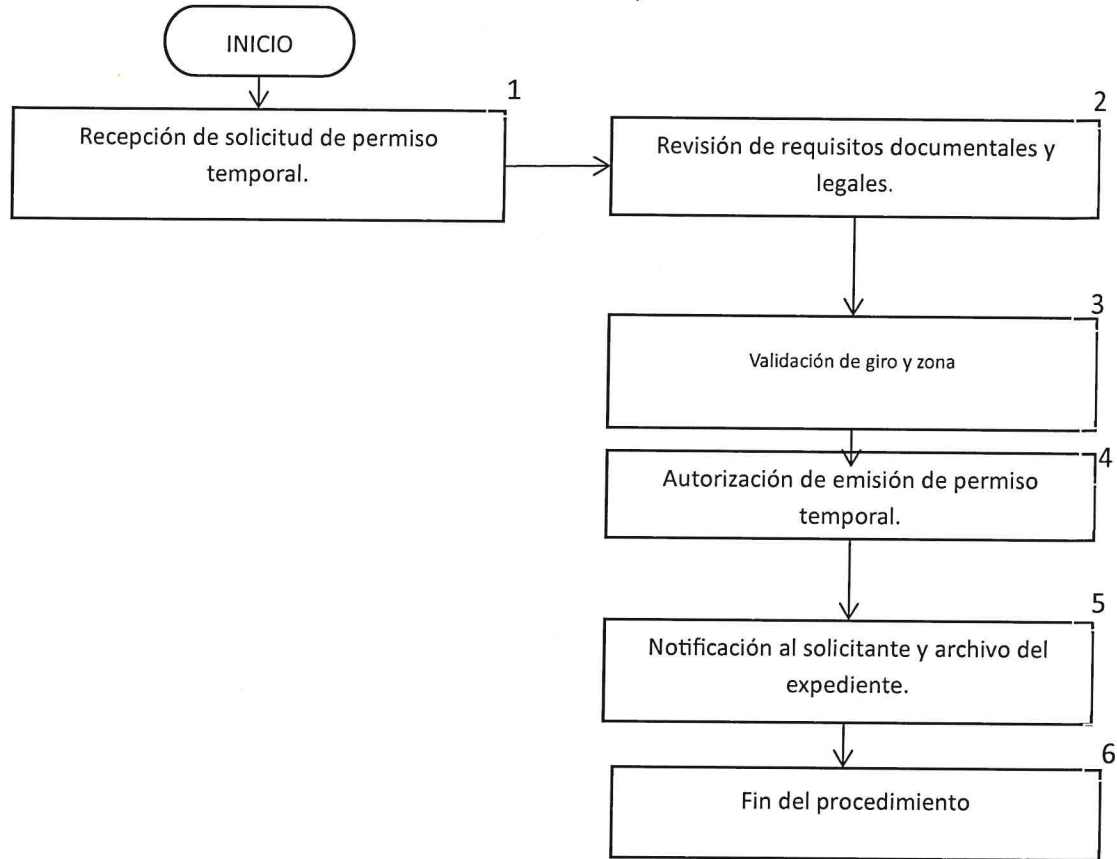 INICIO
1
Recepción de solicitud de permiso
temporal.
2
Revisión de requisitos documentales y
legales.
3
Validación de giro y zona
4
Autorización de emisión de permiso
temporal.
5
Notificación al solicitante y archivo del
expediente.
6
Fin del procedimiento